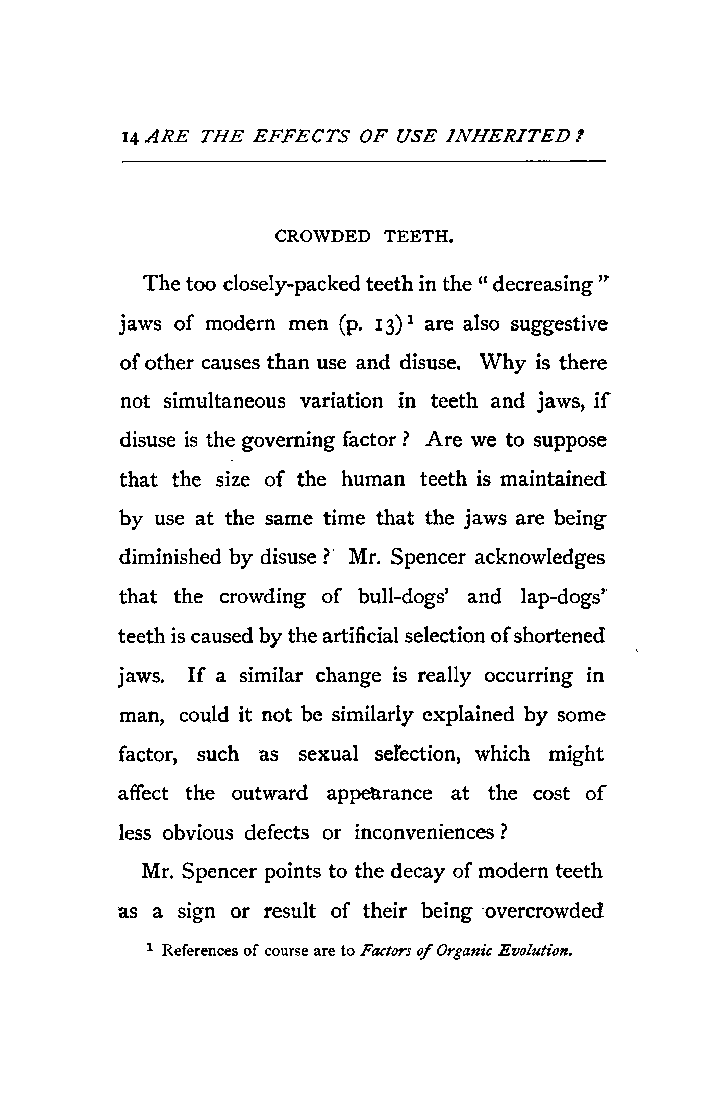 14 ARE THE EFFECTS OF USE INHERITED?
CROWDED TEETH.
The too closely-packed teeth in the “ decreasing ”
jaws of modern men (p. 13)¹ are also suggestive
of other causes than use and disuse. Why is there
not simultaneous variation in teeth and jaws, if
disuse is the governing factor ? Are we to suppose
that the size of the human teeth is maintained
by use at the same time that the jaws are being
diminished by disuse ? Mr. Spencer acknowledges
that the crowding of bull-dogs’ and lap-dogs’
teeth is caused by the artificial selection of shortened
jaws. If a similar change is really occurring in
man, could it not be similarly explained by some
factor, such as sexual selection, which might
affect the outward appearance at the cost of
less obvious defects or inconveniences ?
Mr. Spencer points to the decay of modern teeth
as a sign or result of their being overcrowded
¹ References of course are to Factors of Organic Evolution.